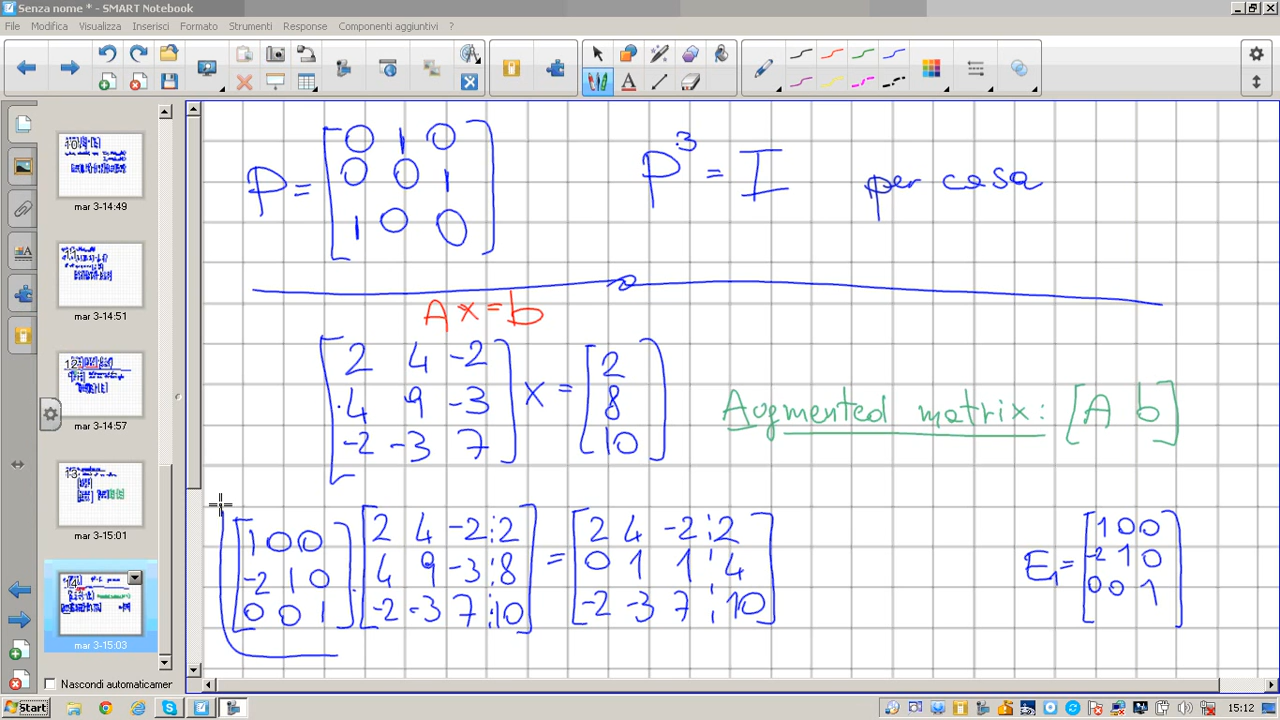 Senza nome * - SMART Notebook
File Modifica Visualizza Inserisci Formato Strumenti Response Componenti aggiuntivi ?
mar 3-14:49
mar 3-14:51
12
mar 3-14:57
13
mar 3-15:01
14
mar 3-15:03
Nascondi automaticamer
P = [0 1 0
0 0 1
1 0 0]
P³ = I per casa
A x = b
[2 4 -2
4 9 -3
-2 -3 7] x = [2
8
10]
Augmented matrix: [A b]
[1 0 0
-2 1 0
0 0 1] [2 4 -2 ¦ 2
4 9 -3 ¦ 8
-2 -3 7 ¦ 10] = [2 4 -2 ¦ 2
0 1 1 ¦ 4
-2 -3 7 ¦ 10]
E₁ = [1 0 0
-2 1 0
0 0 1]
Start
15:12